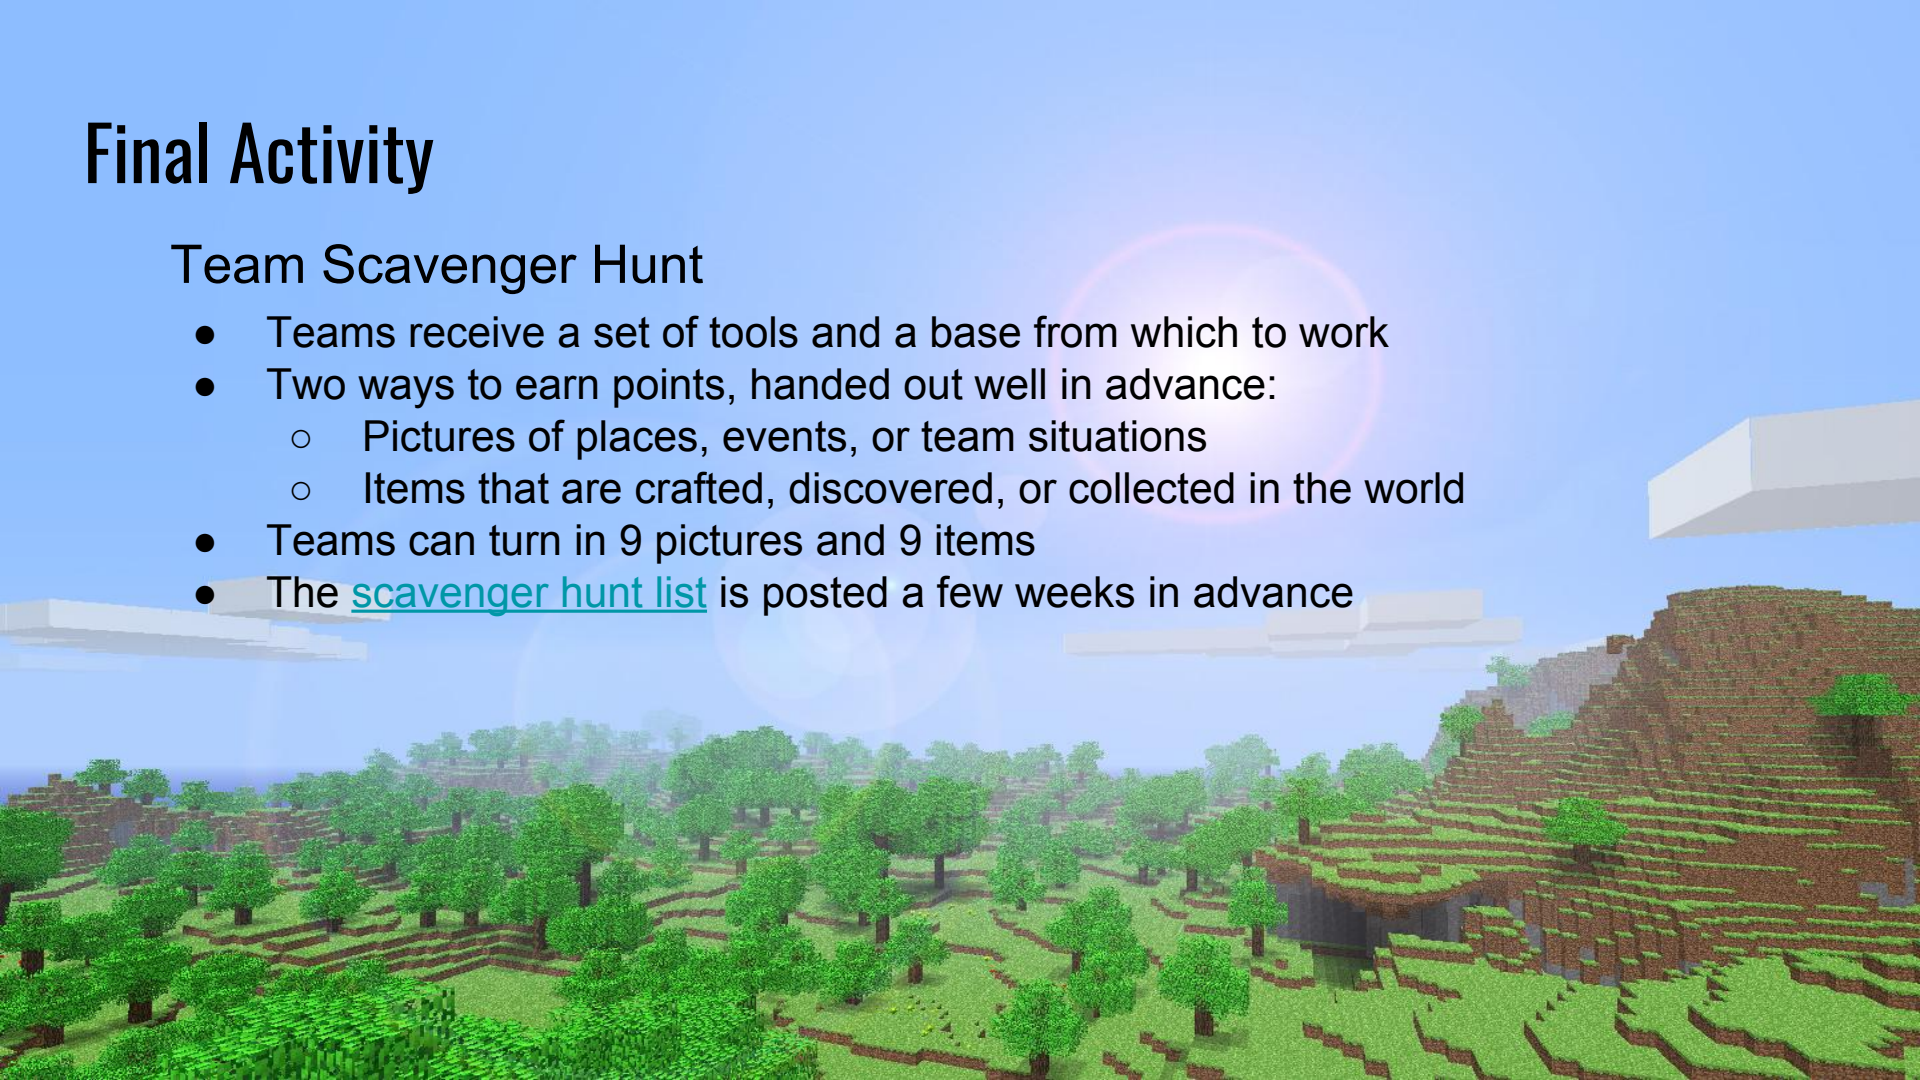 Final Activity
Team Scavenger Hunt
● Teams receive a set of tools and a base from which to work
● Two ways to earn points, handed out well in advance:
○ Pictures of places, events, or team situations
○ Items that are crafted, discovered, or collected in the world
● Teams can turn in 9 pictures and 9 items
● The scavenger hunt list is posted a few weeks in advance